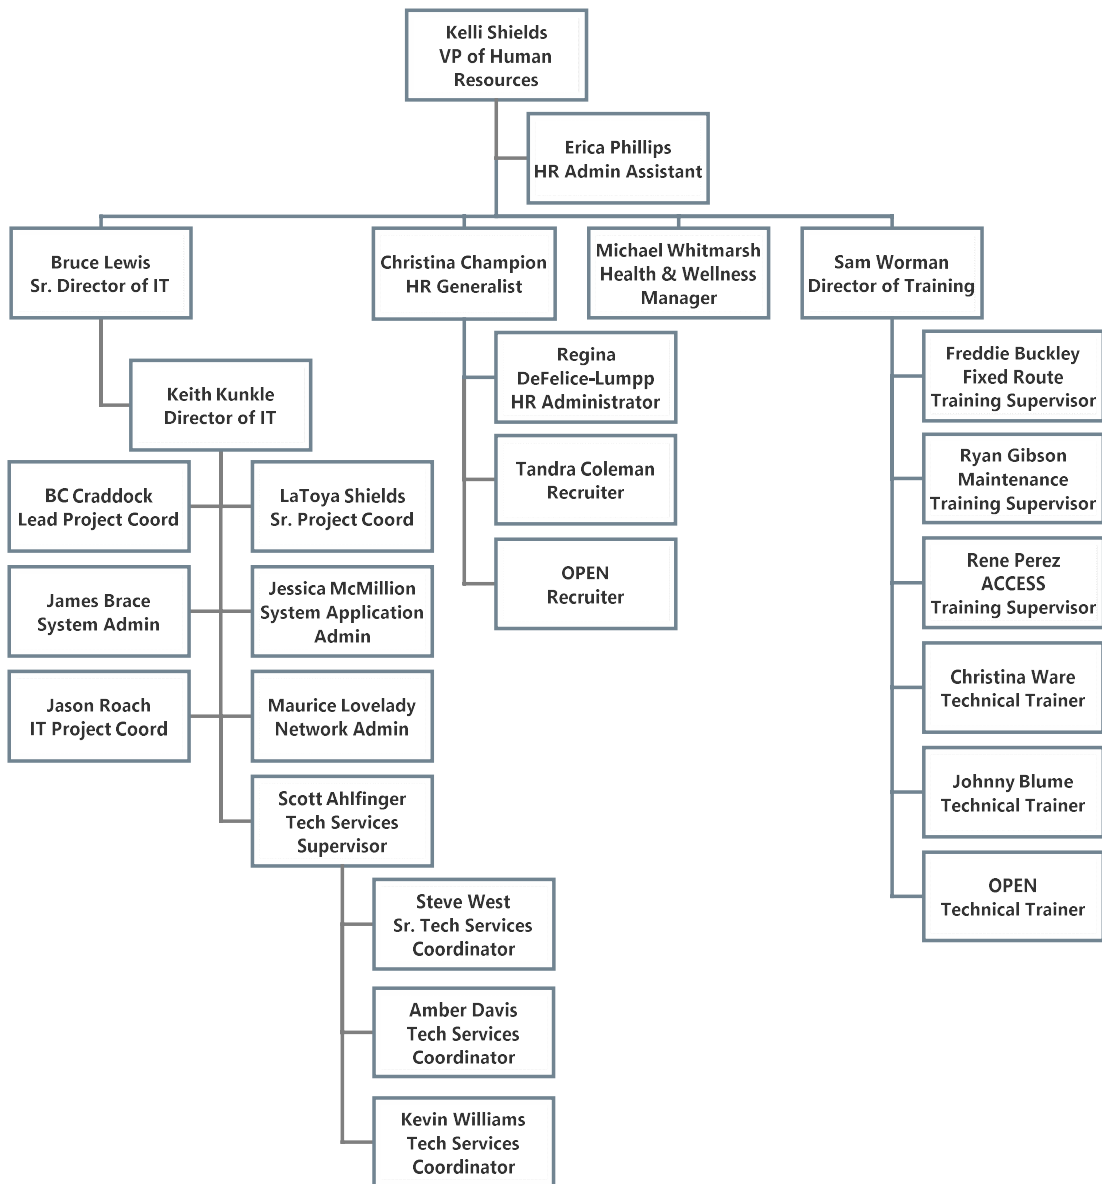 Kelli Shields
VP of Human
Resources
Erica Phillips
HR Admin Assistant
Bruce Lewis
Sr. Director of IT
Christina Champion
HR Generalist
Michael Whitmarsh
Health & Wellness
Manager
Sam Worman
Director of Training
Keith Kunkle
Director of IT
BC Craddock
Lead Project Coord
LaToya Shields
Sr. Project Coord
James Brace
System Admin
Jessica McMillion
System Application
Admin
Jason Roach
IT Project Coord
Maurice Lovelady
Network Admin
Scott Ahlfinger
Tech Services
Supervisor
Steve West
Sr. Tech Services
Coordinator
Amber Davis
Tech Services
Coordinator
Kevin Williams
Tech Services
Coordinator
Regina
DeFelice-Lumpp
HR Administrator
Tandra Coleman
Recruiter
OPEN
Recruiter
Freddie Buckley
Fixed Route
Training Supervisor
Ryan Gibson
Maintenance
Training Supervisor
Rene Perez
ACCESS
Training Supervisor
Christina Ware
Technical Trainer
Johnny Blume
Technical Trainer
OPEN
Technical Trainer